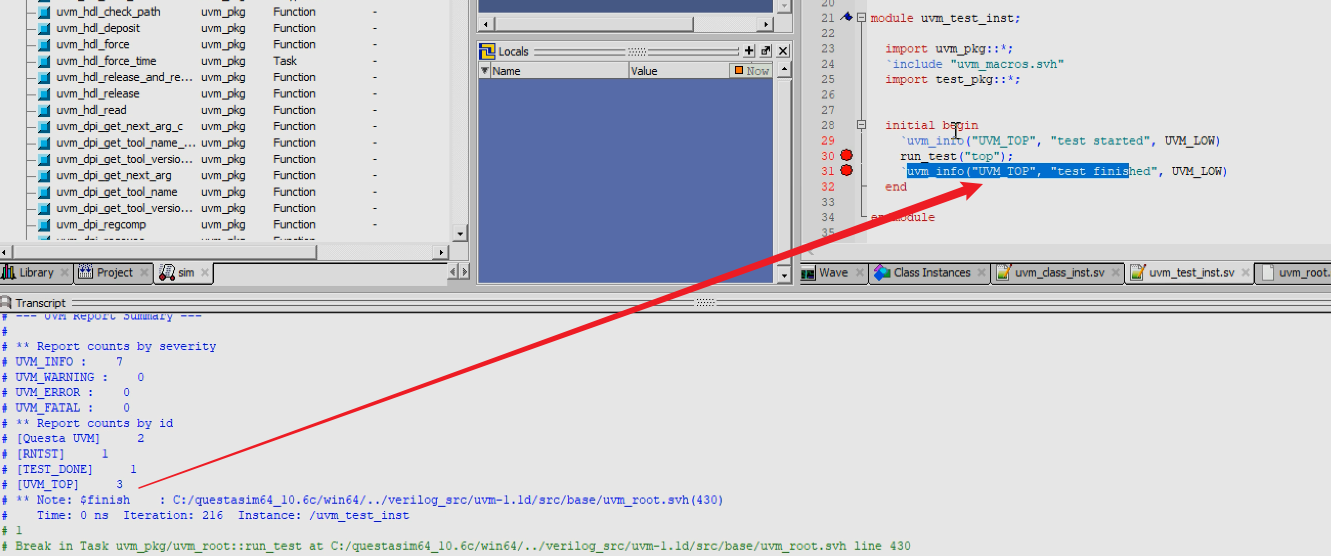 uvm_hdl_check_path uvm_pkg Function -
uvm_hdl_deposit uvm_pkg Function -
uvm_hdl_force uvm_pkg Function -
uvm_hdl_force_time uvm_pkg Task -
uvm_hdl_release_and_re... uvm_pkg Function -
uvm_hdl_release uvm_pkg Function -
uvm_hdl_read uvm_pkg Function -
uvm_dpi_get_next_arg_c uvm_pkg Function -
uvm_dpi_get_tool_name_... uvm_pkg Function -
uvm_dpi_get_tool_versio... uvm_pkg Function -
uvm_dpi_get_next_arg uvm_pkg Function -
uvm_dpi_get_tool_name uvm_pkg Function -
uvm_dpi_get_tool_versio... uvm_pkg Function -
uvm_dpi_regcomp uvm_pkg Function -
Library
Project
sim
Locals
Name Value Now
20
21 module uvm_test_inst;
22
23 import uvm_pkg::*;
24 `include "uvm_macros.svh"
25 import test_pkg::*;
26
27
28 initial begin
29 `uvm_info("UVM_TOP", "test started", UVM_LOW)
30 run_test("top");
31 `uvm_info("UVM_TOP", "test finished", UVM_LOW)
32 end
33
34 endmodule
35
Wave
Class Instances
uvm_class_inst.sv
uvm_test_inst.sv
uvm_root.
Transcript
# --- UVM Report Summary ---
#
# ** Report counts by severity
# UVM_INFO : 7
# UVM_WARNING : 0
# UVM_ERROR : 0
# UVM_FATAL : 0
# ** Report counts by id
# [Questa UVM] 2
# [RNTST] 1
# [TEST_DONE] 1
# [UVM_TOP] 3
# ** Note: $finish : C:/questasim64_10.6c/win64/../verilog_src/uvm-1.1d/src/base/uvm_root.svh(430)
# Time: 0 ns Iteration: 216 Instance: /uvm_test_inst
# 1
# Break in Task uvm_pkg/uvm_root::run_test at C:/questasim64_10.6c/win64/../verilog_src/uvm-1.1d/src/base/uvm_root.svh line 430